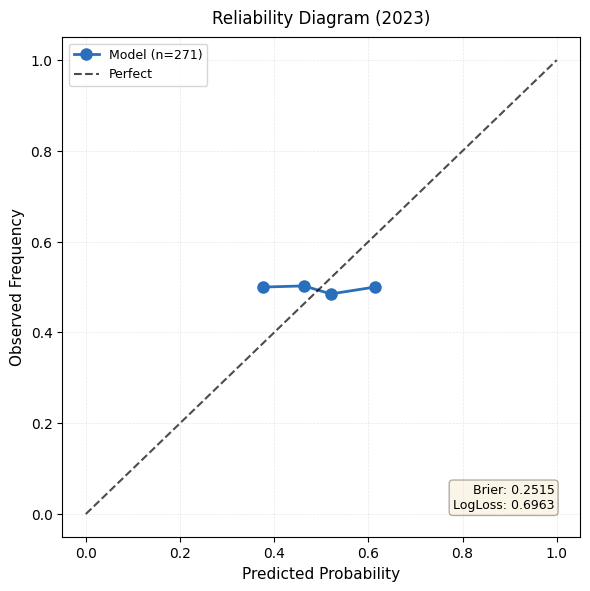 Reliability Diagram (2023)
Model (n=271)
Perfect
1.0
0.8
0.6
0.4
0.2
0.0
Observed Frequency
Brier: 0.2515
LogLoss: 0.6963
0.0 0.2 0.4 0.6 0.8 1.0
Predicted Probability